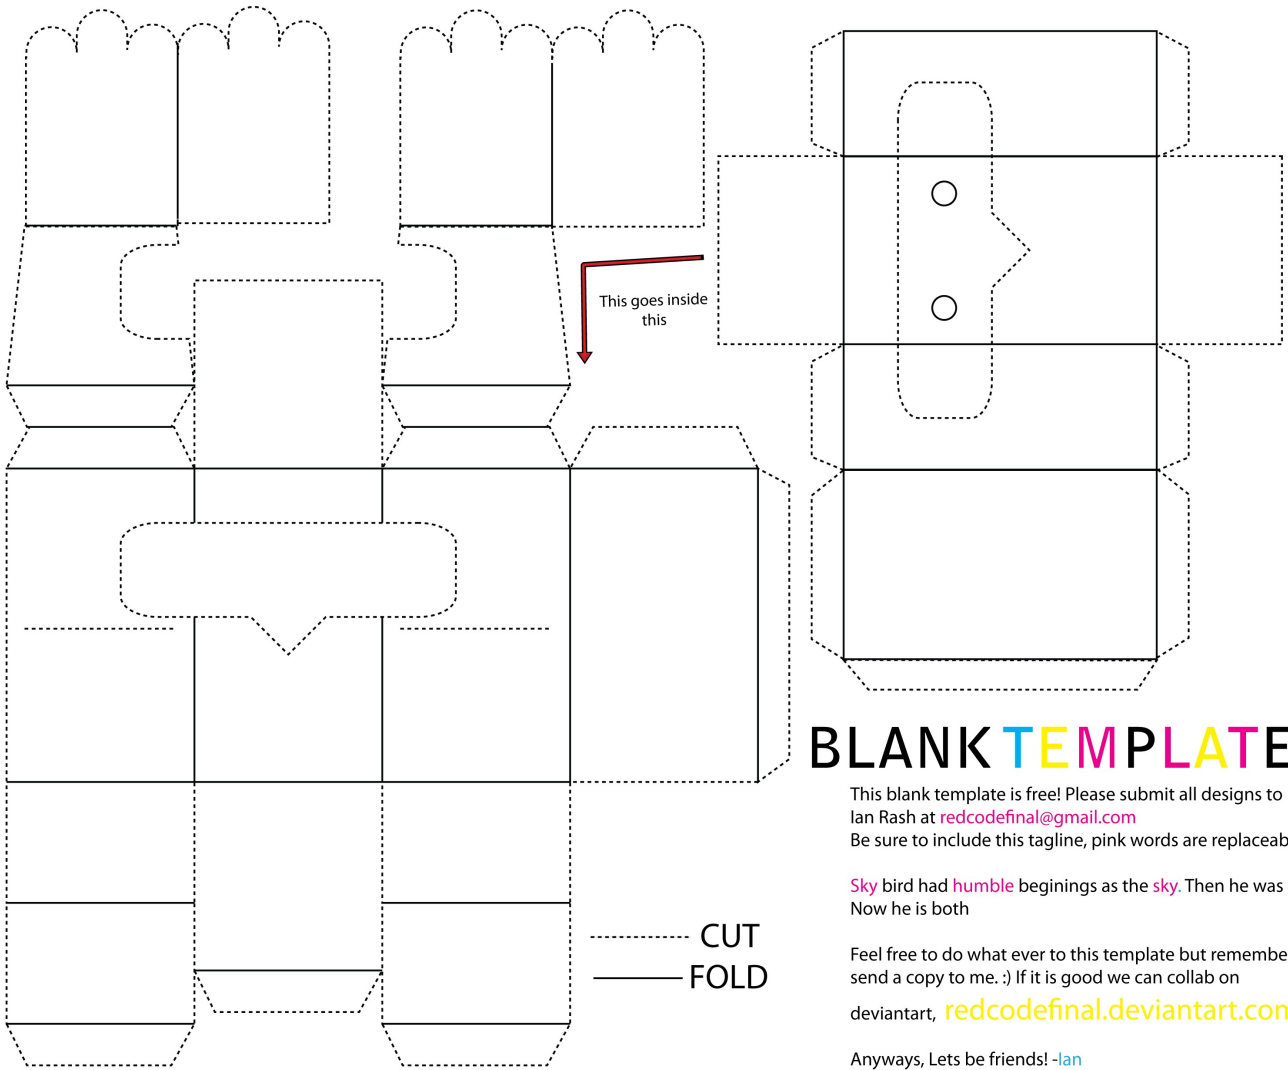 This goes inside
this
BLANK TEMPLATE
This blank template is free! Please submit all designs to
Ian Rash at redcodefinal@gmail.com
Be sure to include this tagline, pink words are replaceab
Sky bird had humble beginings as the sky. Then he was
Now he is both
Feel free to do what ever to this template but remembe
send a copy to me. :) If it is good we can collab on
deviantart, redcodefinal.deviantart.com
Anyways, Lets be friends! -Ian
CUT
FOLD